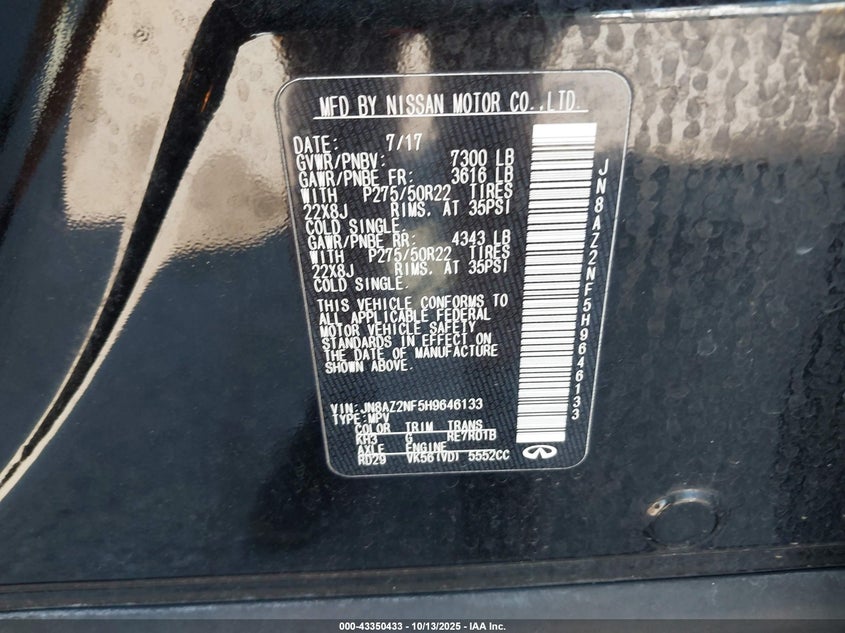 MFD BY NISSAN MOTOR CO.,LTD.
DATE: 7/17
GVWR/PNBV: 7300 LB
GAWR/PNBE FR: 3616 LB
WITH P275/50R22 TIRES
22X8J RIMS, AT 35PSI
COLD SINGLE.
GAWR/PNBE RR: 4343 LB
WITH P275/50R22 TIRES
22X8J RIMS, AT 35PSI
COLD SINGLE.
THIS VEHICLE CONFORMS TO
ALL APPLICABLE FEDERAL
MOTOR VEHICLE SAFETY
STANDARDS IN EFFECT ON
THE DATE OF MANUFACTURE
SHOWN ABOVE.
VIN:JN8AZ2NF5H9646133
TYPE:MPV
COLOR TRIM TRANS
KH3 G RE7R01B
AXLE ENGINE
RD29 VK56(VD) 5552CC
JN8AZ2NF5H9646133
000-43350433 - 10/13/2025 - IAA Inc.